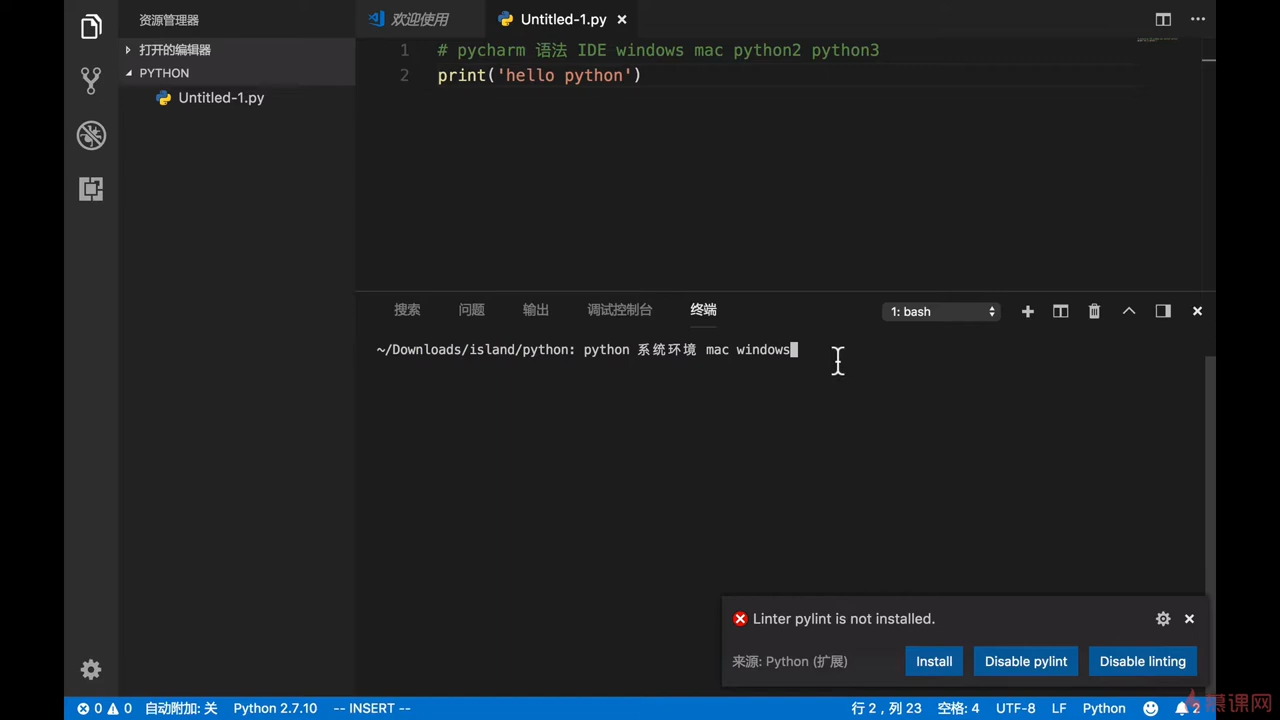 资源管理器
打开的编辑器
PYTHON
Untitled-1.py
欢迎使用
Untitled-1.py
1 # pycharm 语法 IDE windows mac python2 python3
2 print('hello python')
搜索 问题 输出 调试控制台 终端
1: bash
~/Downloads/island/python: python 系统环境 mac windows
Linter pylint is not installed.
来源: Python (扩展)
Install
Disable pylint
Disable linting
0 0 自动附加: 关 Python 2.7.10 -- INSERT --
行 2，列 23 空格: 4 UTF-8 LF Python 2
慕课网